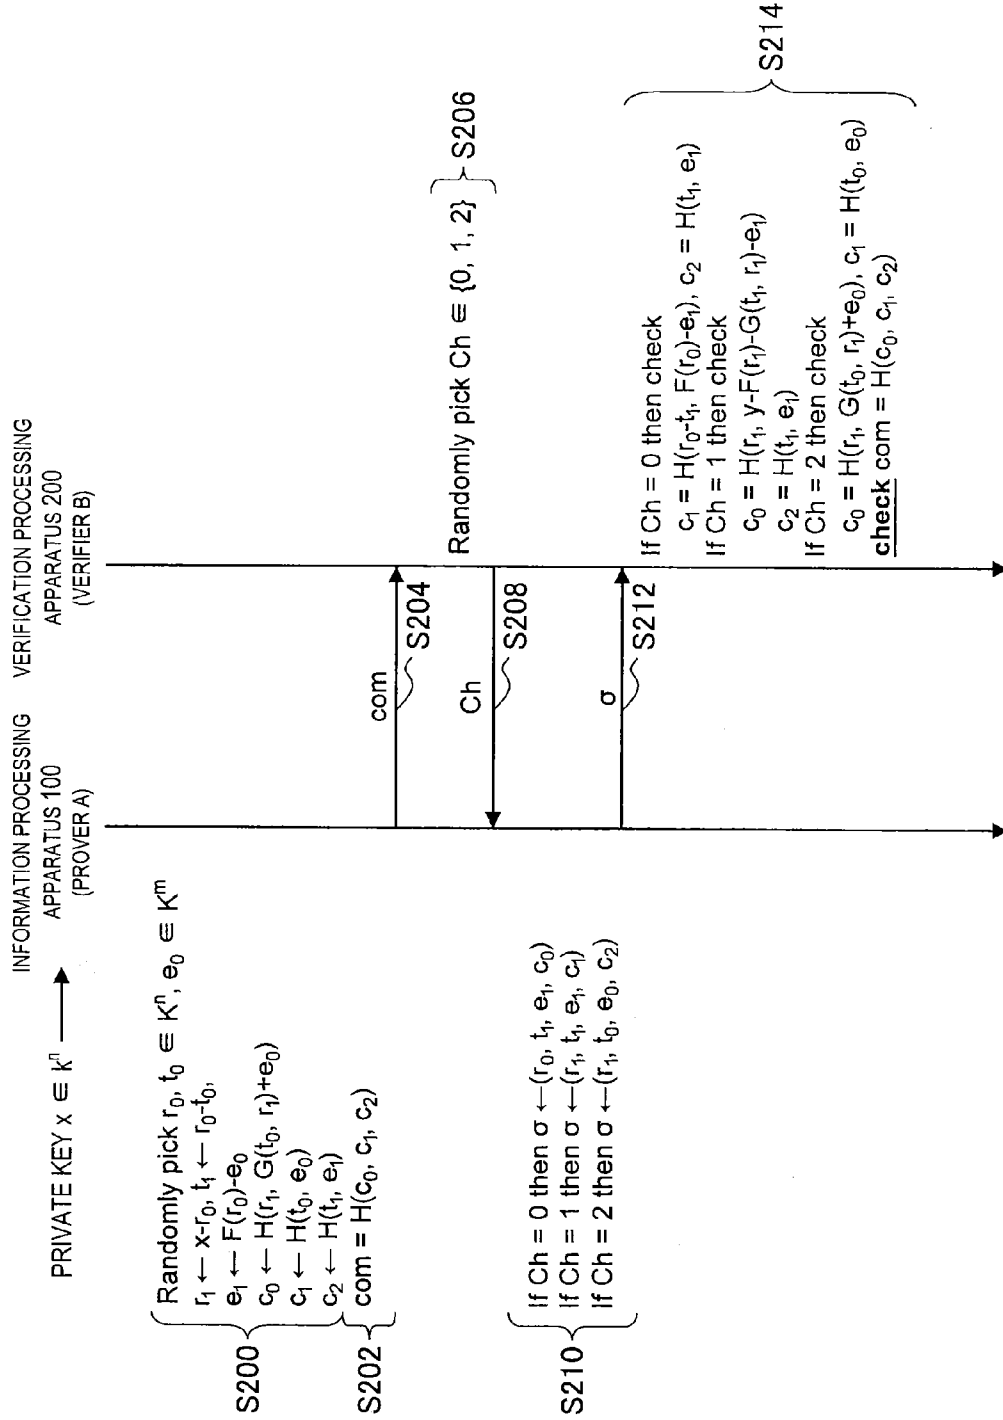 INFORMATION PROCESSING
APPARATUS 100
(PROVER A)
VERIFICATION PROCESSING
APPARATUS 200
(VERIFIER B)
PRIVATE KEY x ∈ kⁿ
Randomly pick r₀, t₀ ∈ Kⁿ, e₀ ∈ Kᵐ
r₁ ← x-r₀, t₁ ← r₀-t₀,
e₁ ← F(r₀)-e₀
c₀ ← H(r₁, G(t₀, r₁)+e₀)
c₁ ← H(t₀, e₀)
c₂ ← H(t₁, e₁)
S200
com = H(c₀, c₁, c₂)
S202
com
S204
Randomly pick Ch ∈ {0, 1, 2}
S206
Ch
S208
If Ch = 0 then σ ←(r₀, t₁, e₁, c₀)
If Ch = 1 then σ ←(r₁, t₁, e₁, c₁)
If Ch = 2 then σ ←(r₁, t₀, e₀, c₂)
S210
σ
S212
If Ch = 0 then check
c₁ = H(r₀-t₁, F(r₀)-e₁), c₂ = H(t₁, e₁)
If Ch = 1 then check
c₀ = H(r₁, y-F(r₁)-G(t₁, r₁)-e₁)
c₂ = H(t₁, e₁)
If Ch = 2 then check
c₀ = H(r₁, G(t₀, r₁)+e₀), c₁ = H(t₀, e₀)
check com = H(c₀, c₁, c₂)
S214